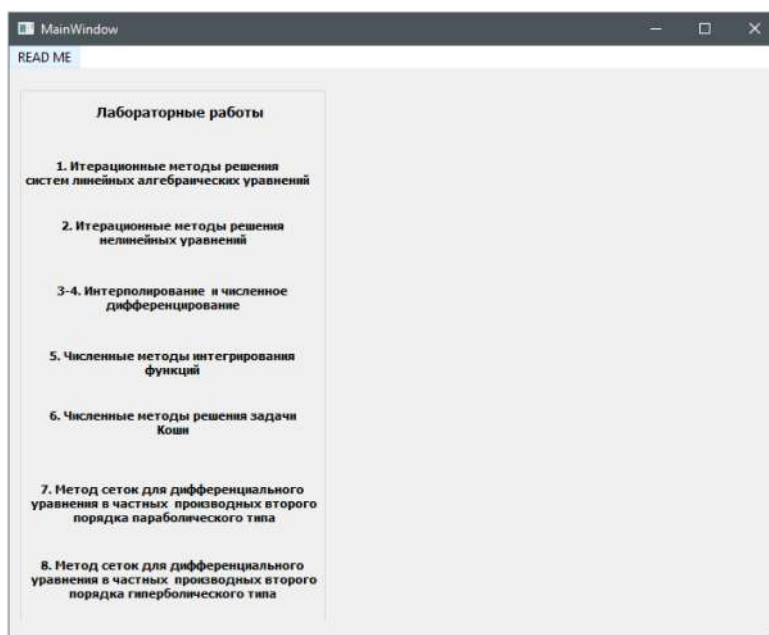 MainWindow
READ ME
Лабораторные работы
1. Итерационные методы решения
систем линейных алгебраических уравнений
2. Итерационные методы решения
нелинейных уравнений
3-4. Интерполирование и численное
дифференцирование
5. Численные методы интегрирования
функций
6. Численные методы решения задачи
Коши
7. Метод сеток для дифференциального
уравнения в частных производных второго
порядка параболического типа
8. Метод сеток для дифференциального
уравнения в частных производных второго
порядка гиперболического типа